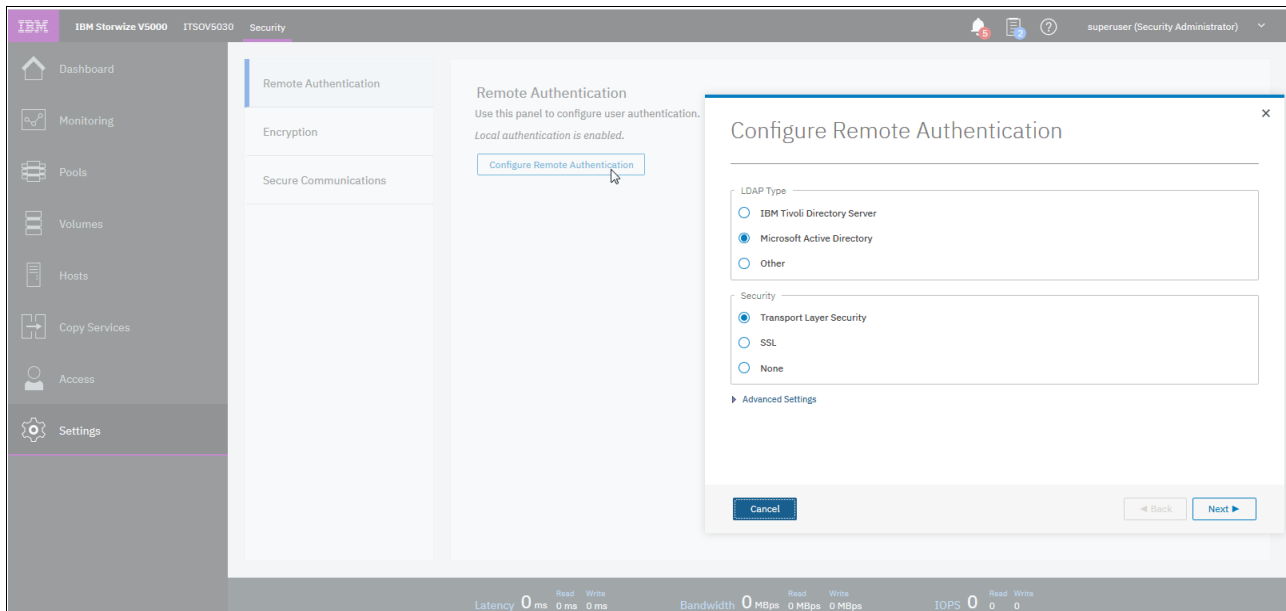 IBM IBM Storwize V5000 ITSOV5030 Security 5 2 superuser (Security Administrator)
Dashboard
Monitoring
Pools
Volumes
Hosts
Copy Services
Access
Settings
Remote Authentication
Encryption
Secure Communications
Remote Authentication
Use this panel to configure user authentication.
Local authentication is enabled.
Configure Remote Authentication
Configure Remote Authentication
LDAP Type
IBM Tivoli Directory Server
Microsoft Active Directory
Other
Security
Transport Layer Security
SSL
None
Advanced Settings
Cancel Back Next
Read Write Read Write Read Write
Latency 0 ms 0 ms 0 ms Bandwidth 0 MBps 0 MBps 0 MBps IOPS 0 0 0